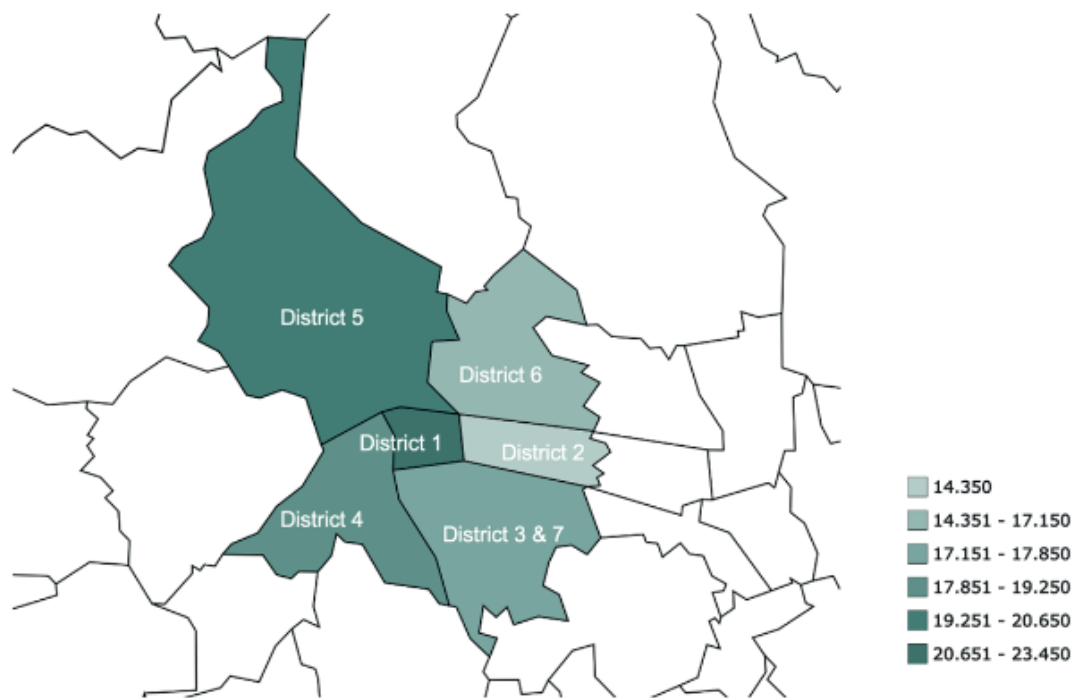 District 5
District 6
District 1
District 2
District 4
District 3 & 7
14.350
14.351 - 17.150
17.151 - 17.850
17.851 - 19.250
19.251 - 20.650
20.651 - 23.450